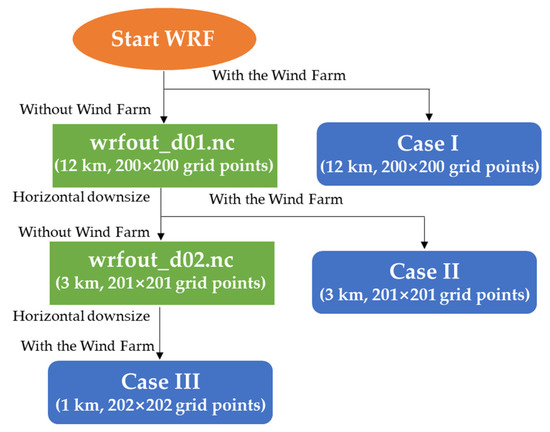 Start WRF
With the Wind Farm
Without Wind Farm
wrfout_d01.nc
(12 km, 200×200 grid points)
Case I
(12 km, 200×200 grid points)
Horizontal downsize
With the Wind Farm
Without Wind Farm
wrfout_d02.nc
(3 km, 201×201 grid points)
Case II
(3 km, 201×201 grid points)
Horizontal downsize
With the Wind Farm
Case III
(1 km, 202×202 grid points)